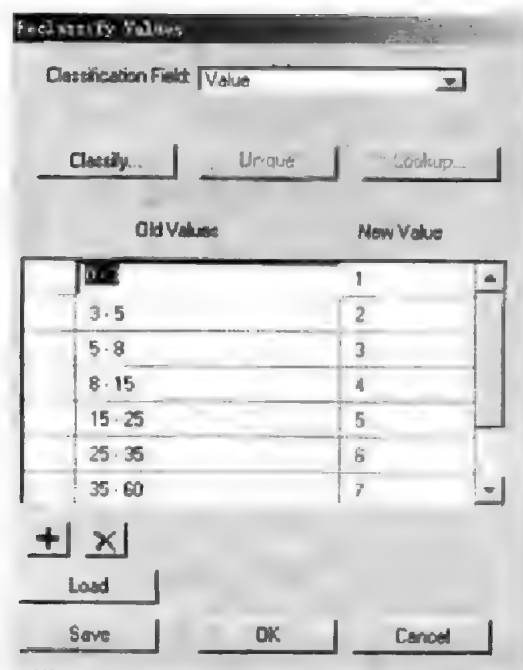 Reclassify Values
Classification Field: Value
Classify... Unique Lookup...
Old Values New Value
1
3 - 5 2
5 - 8 3
8 - 15 4
15 - 25 5
25 - 35 6
35 - 60 7
Load
Save OK Cancel